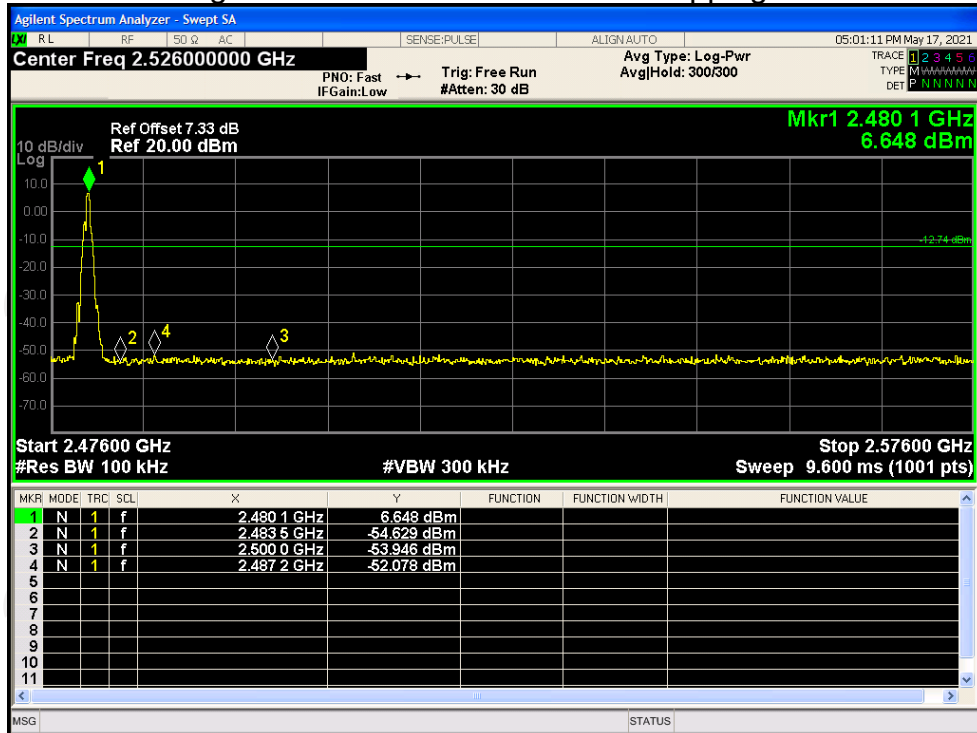 Agilent Spectrum Analyzer - Swept SA
LXI RL RF 50 Ω AC SENSE:PULSE ALIGN AUTO 05:01:11 PM May 17, 2021
Center Freq 2.526000000 GHz
PNO: Fast
IFGain:Low
Trig: Free Run
#Atten: 30 dB
Avg Type: Log-Pwr
Avg|Hold: 300/300
TRACE 1 2 3 4 5 6
TYPE M
DET P N N N N N
Mkr1 2.480 1 GHz
6.648 dBm
10 dB/div
Log
Ref Offset 7.33 dB
Ref 20.00 dBm
10.0
0.00
-10.0
-20.0
-30.0
-40.0
-50.0
-60.0
-70.0
1
-12.74 dBm
2
4
3
Start 2.47600 GHz
Stop 2.57600 GHz
#Res BW 100 kHz
#VBW 300 kHz
Sweep 9.600 ms (1001 pts)
MKR MODE TRC SCL X Y FUNCTION FUNCTION WIDTH FUNCTION VALUE
1 N 1 f 2.480 1 GHz 6.648 dBm
2 N 1 f 2.483 5 GHz -54.629 dBm
3 N 1 f 2.500 0 GHz -53.946 dBm
4 N 1 f 2.487 2 GHz -52.078 dBm
5
6
7
8
9
10
11
MSG
STATUS